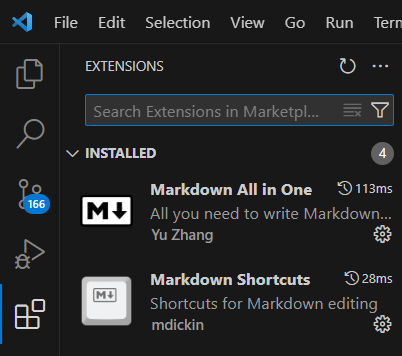 File Edit Selection View Go Run Term
EXTENSIONS
Search Extensions in Marketpl...
INSTALLED 4
166
Markdown All in One 113ms
All you need to write Markdown...
Yu Zhang
Markdown Shortcuts 28ms
Shortcuts for Markdown editing
mdickin